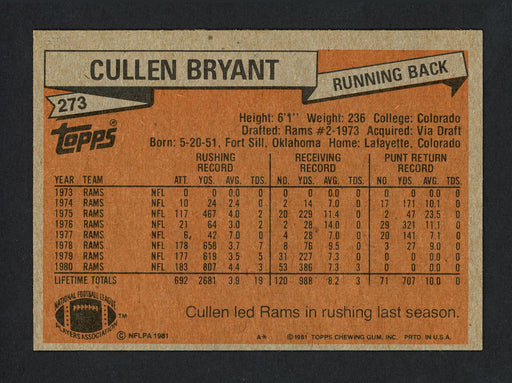 CULLEN BRYANT
RUNNING BACK
273
TOPPS ®
Height: 6'1'' Weight: 236 College: Colorado
Drafted: Rams #2-1973 Acquired: Via Draft
Born: 5-20-51, Fort Sill, Oklahoma Home: Lafayette, Colorado
RUSHING RECEIVING PUNT RETURN
RECORD RECORD RECORD
YEAR TEAM ATT. YDS. AVG. TDS. NO. YDS. AVG. TDS. NO. YDS. AVG. TDS.
1973 RAMS NFL 0 0 0.0 0 0 0 0.0 0 0 0 0.0 0
1974 RAMS NFL 10 24 2.4 0 2 14 7.0 0 17 171 10.1 0
1975 RAMS NFL 117 467 4.0 2 20 229 11.4 0 2 47 23.5 0
1976 RAMS NFL 21 64 3.0 2 2 28 14.0 0 29 321 11.1 0
1977 RAMS NFL 6 42 7.0 0 4 28 7.0 0 20 141 7.1 0
1978 RAMS NFL 178 658 3.7 7 8 76 9.5 0 3 27 9.0 0
1979 RAMS NFL 177 619 3.5 5 31 227 7.3 0 0 0 0.0 0
1980 RAMS NFL 183 807 4.4 3 53 386 7.3 3 0 0 0.0 0
LIFETIME TOTALS 692 2681 3.9 19 120 988 8.2 3 71 707 10.0 0
NATIONAL FOOTBALL LEAGUE
PLAYERS ASSOCIATION
Cullen led Rams in rushing last season.
© NFLPA 1981 A* © 1981 TOPPS CHEWING GUM, INC. PRTD. IN U.S.A.